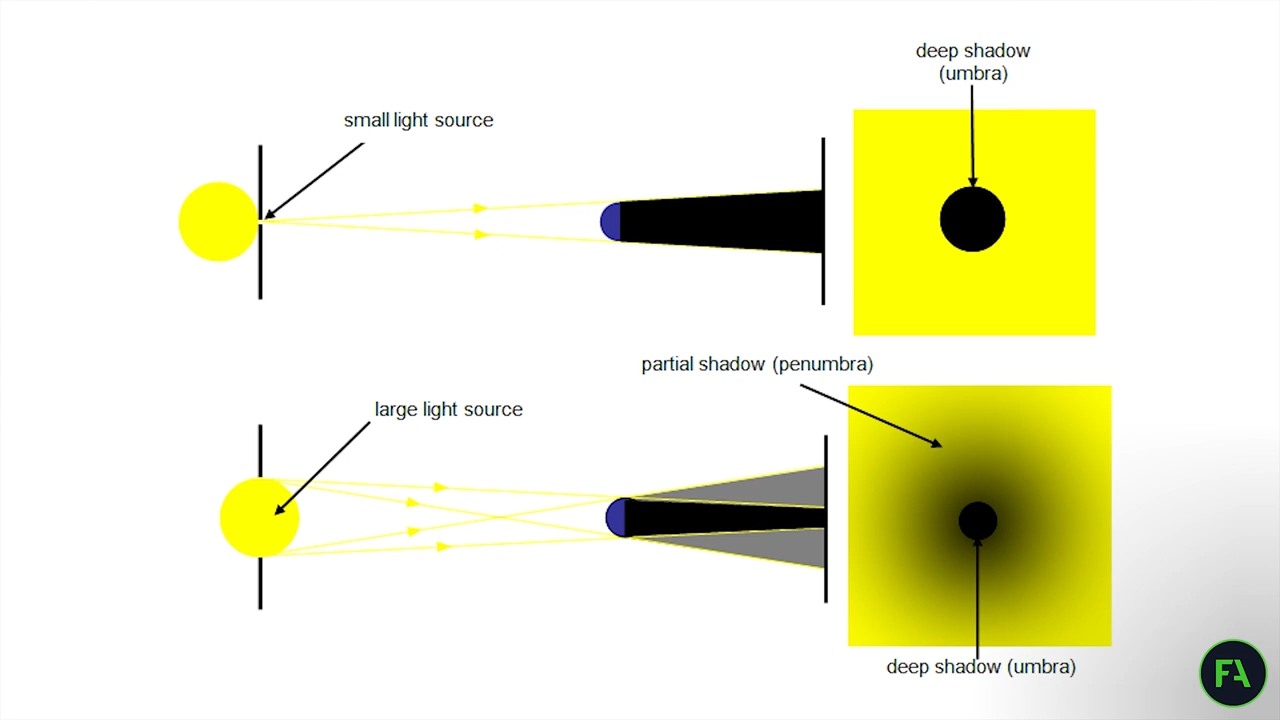 deep shadow
(umbra)
small light source
partial shadow (penumbra)
large light source
deep shadow (umbra)
FA